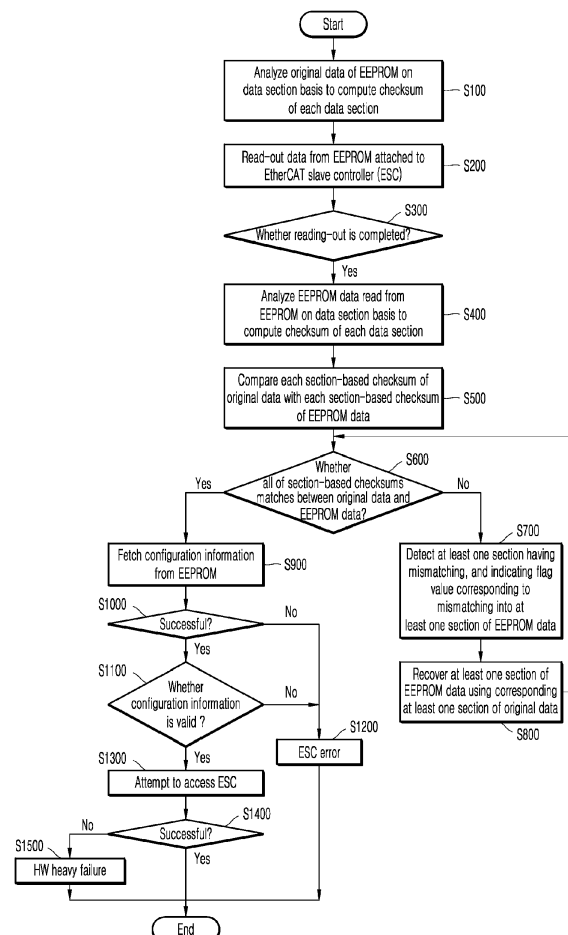 Start
Analyze original data of EEPROM on
data section basis to compute checksum
of each data section
S100
Read-out data from EEPROM attached to
EtherCAT slave controller (ESC)
S200
S300
Whether reading-out is completed?
Yes
Analyze EEPROM data read from
EEPROM on data section basis to
compute checksum of each data section
S400
Compare each section-based checksum of
original data with each section-based checksum
of EEPROM data
S500
S600
Whether
all of section-based checksums
matches between original data and
EEPROM data?
Yes
No
S700
Detect at least one section having
mismatching, and indicating flag
value corresponding to
mismatching into at
least one section of EEPROM data
Recover at least one section of
EEPROM data using corresponding
at least one section of original data
S800
Fetch configuration information
from EEPROM
S900
S1000
Successful?
No
Yes
S1100
Whether
configuration information
is valid ?
No
Yes
S1200
ESC error
S1300
Attempt to access ESC
S1400
Successful?
No
Yes
S1500
HW heavy failure
End